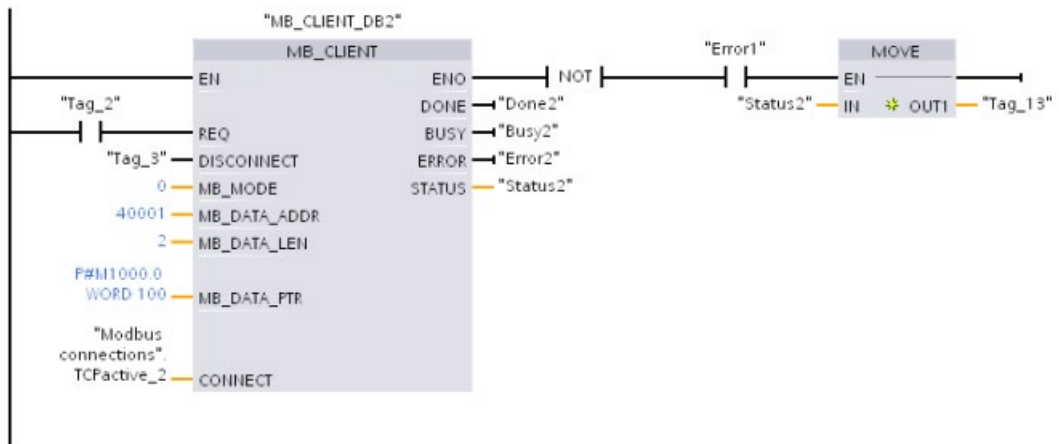 "MB_CLIENT_DB2"
MB_CLIENT
"Error1"
MOVE
EN
ENO
NOT
EN
"Tag_2"
DONE
"Done2"
"Status2"
IN
OUT1
"Tag_13"
REQ
BUSY
"Busy2"
"Tag_3"
DISCONNECT
ERROR
"Error2"
0
MB_MODE
STATUS
"Status2"
40001
MB_DATA_ADDR
2
MB_DATA_LEN
P#M1000.0
WORD 100
MB_DATA_PTR
"Modbus
connections".
TCPactive_2
CONNECT